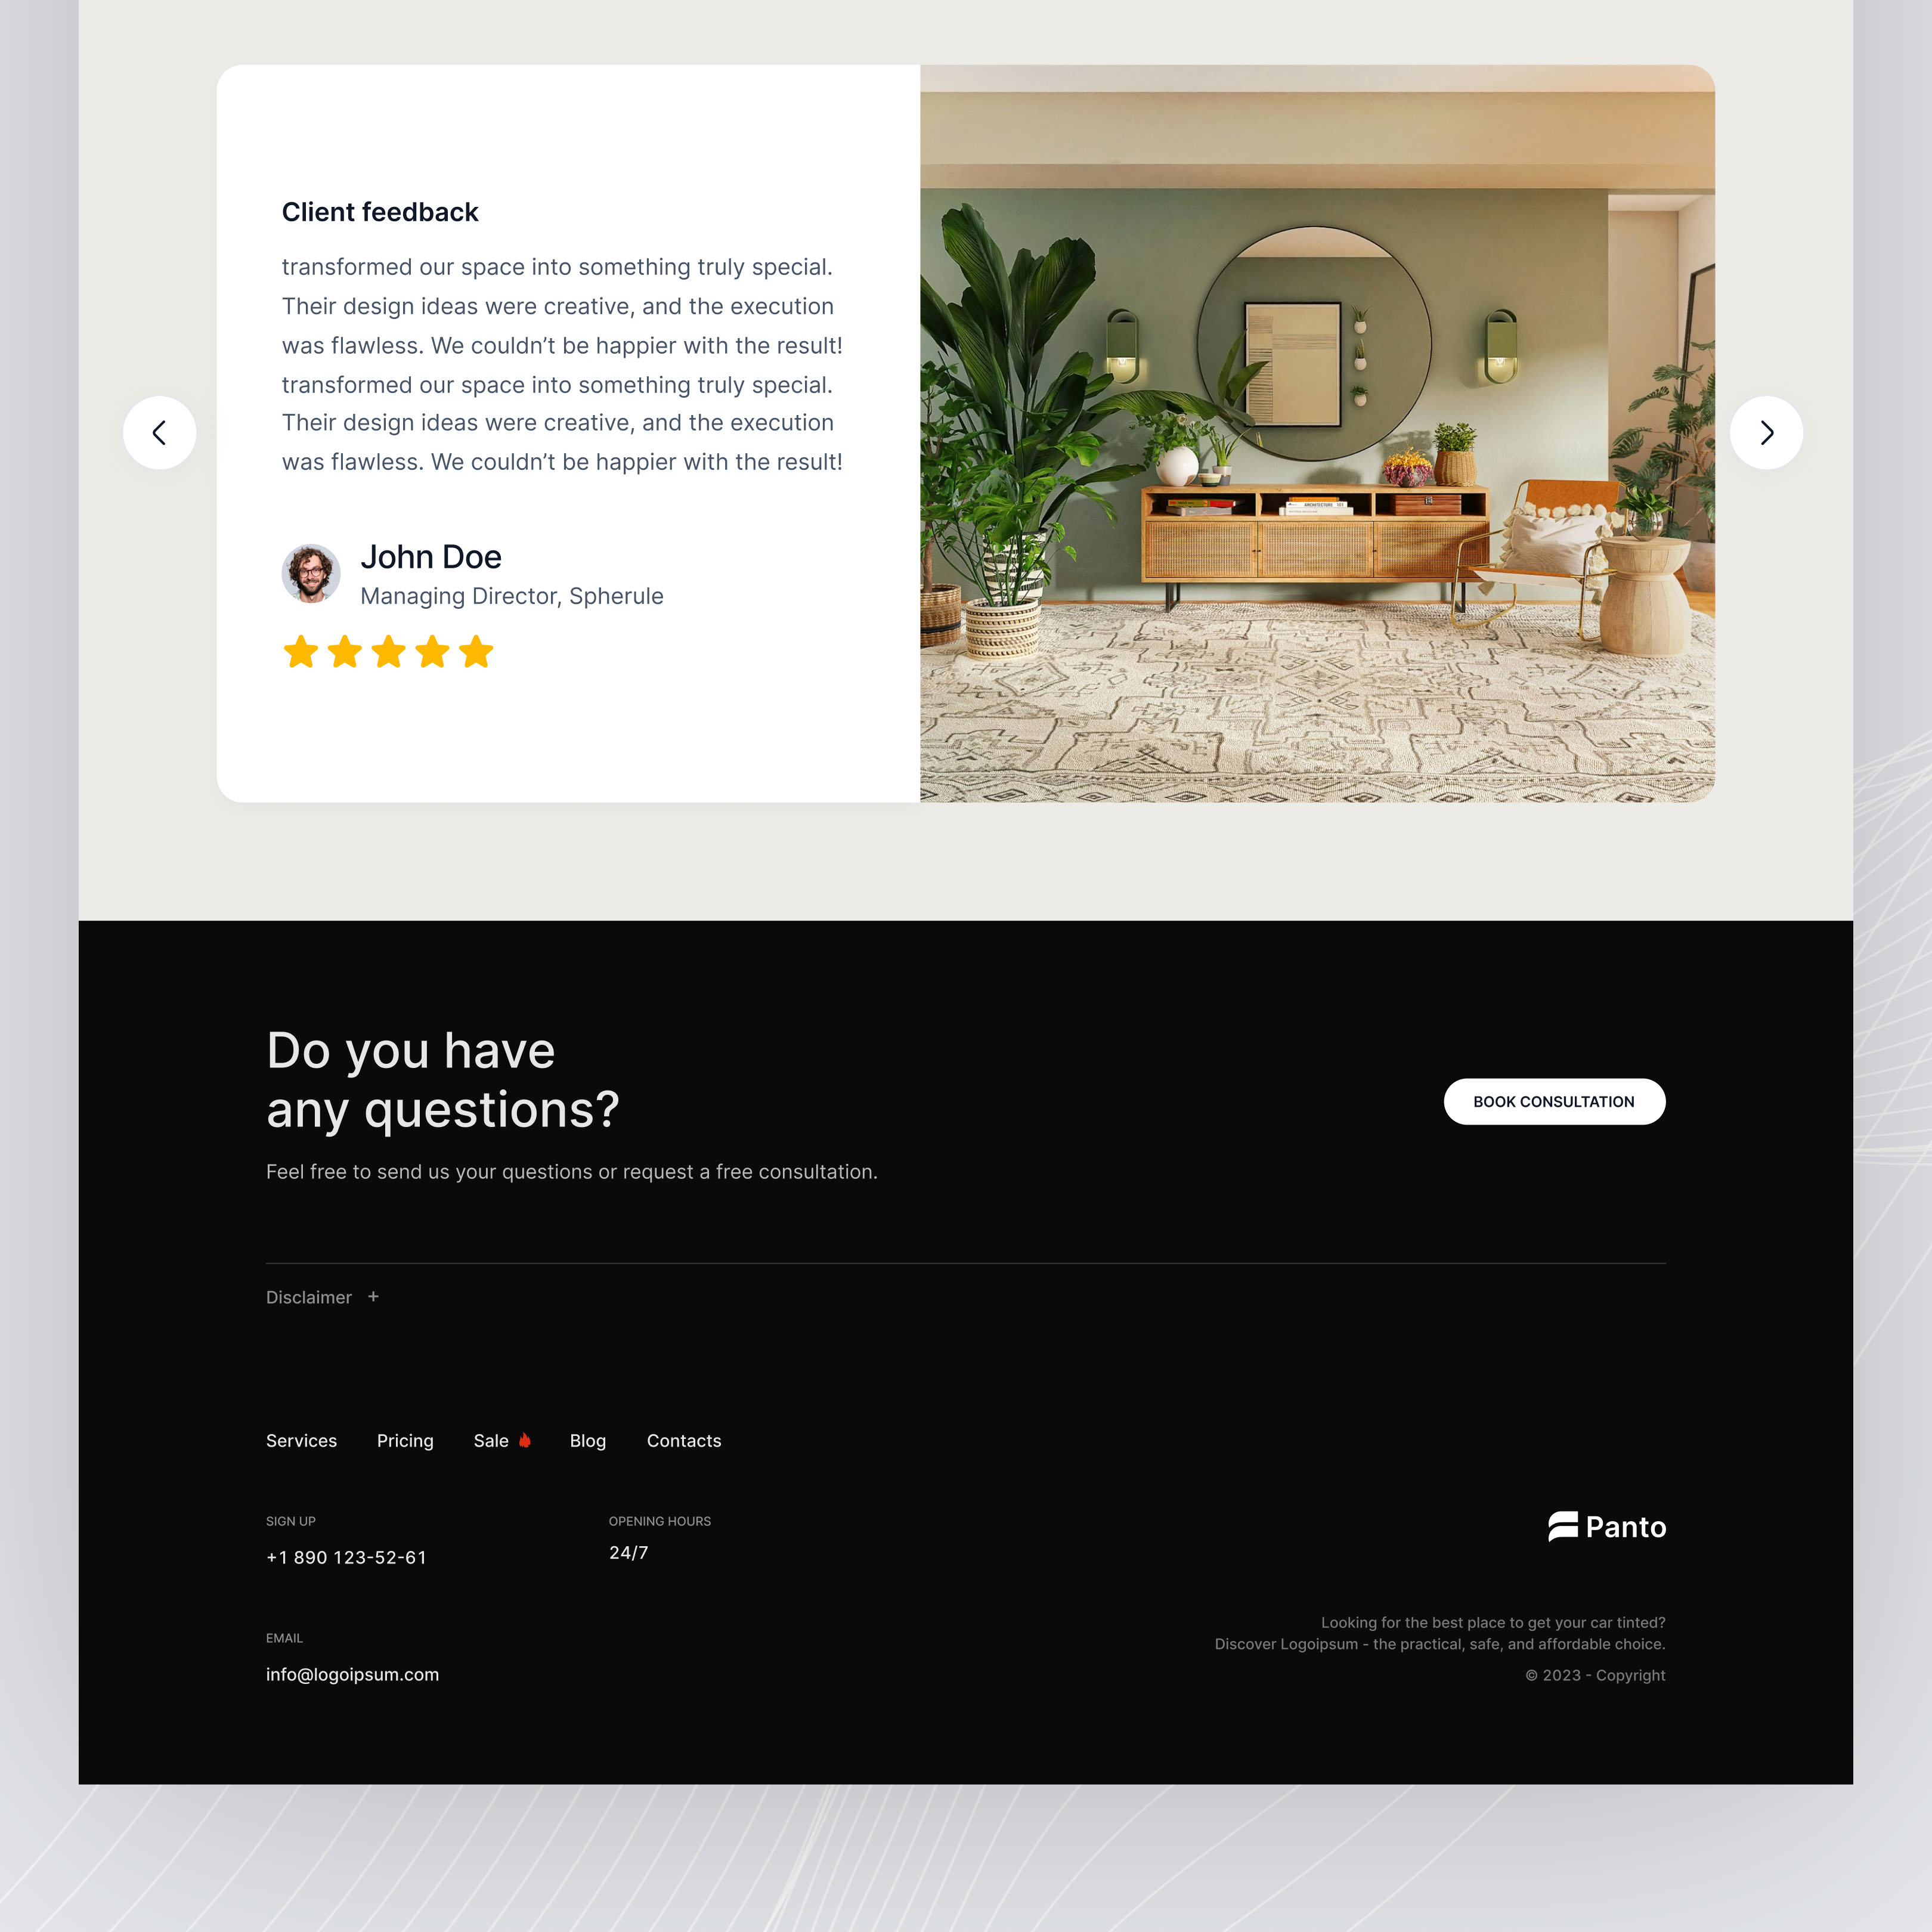 Client feedback
transformed our space into something truly special.
Their design ideas were creative, and the execution
was flawless. We couldn’t be happier with the result!
transformed our space into something truly special.
Their design ideas were creative, and the execution
was flawless. We couldn’t be happier with the result!
John Doe
Managing Director, Spherule
Do you have
any questions?
Feel free to send us your questions or request a free consultation.
BOOK CONSULTATION
Disclaimer +
Services Pricing Sale Blog Contacts
SIGN UP
+1 890 123-52-61
OPENING HOURS
24/7
EMAIL
info@logoipsum.com
Panto
Looking for the best place to get your car tinted?
Discover Logoipsum - the practical, safe, and affordable choice.
© 2023 - Copyright